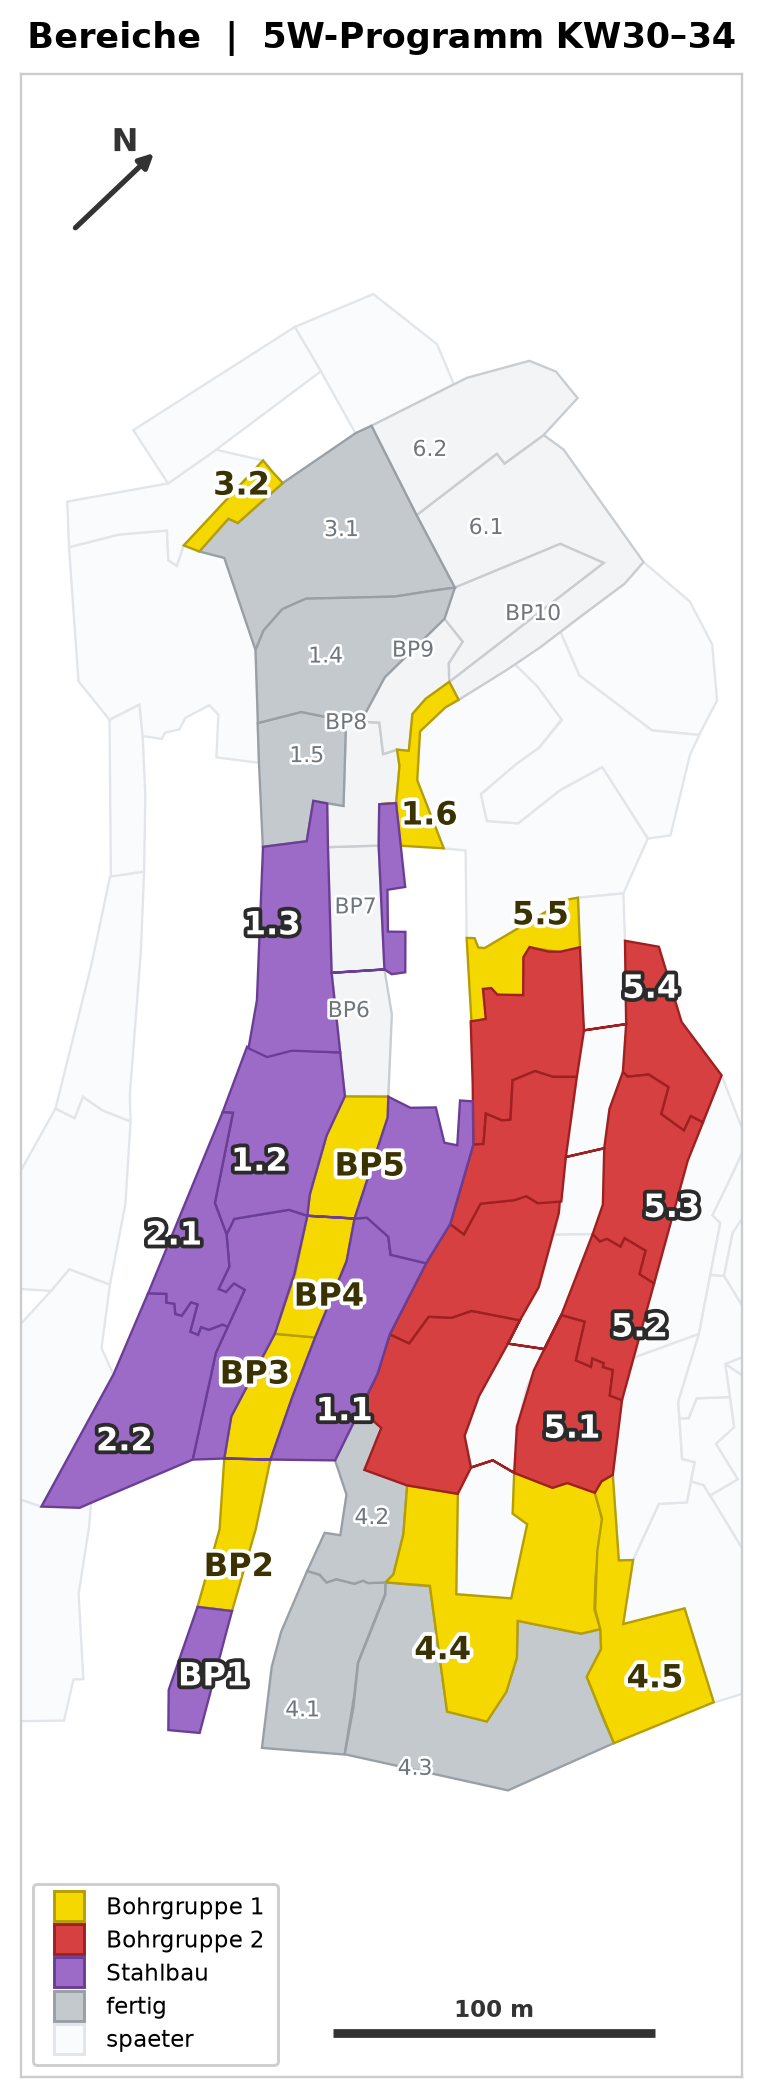 Bereiche | 5W-Programm KW30–34
N
6.2
3.2
3.1
6.1
BP10
BP9
1.4
BP8
1.5
1.6
BP7
5.5
1.3
5.4
BP6
1.2
BP5
5.3
2.1
BP4
5.2
BP3
1.1
5.1
2.2
4.2
BP2
4.4
BP1
4.5
4.1
4.3
Bohrgruppe 1
Bohrgruppe 2
Stahlbau
fertig
spaeter
100 m